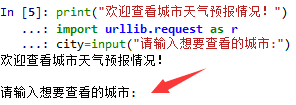 In [5]: print("欢迎查看城市天气预报情况！")
   ...: import urllib.request as r
   ...: city=input("请输入想要查看的城市:")
欢迎查看城市天气预报情况！
请输入想要查看的城市: